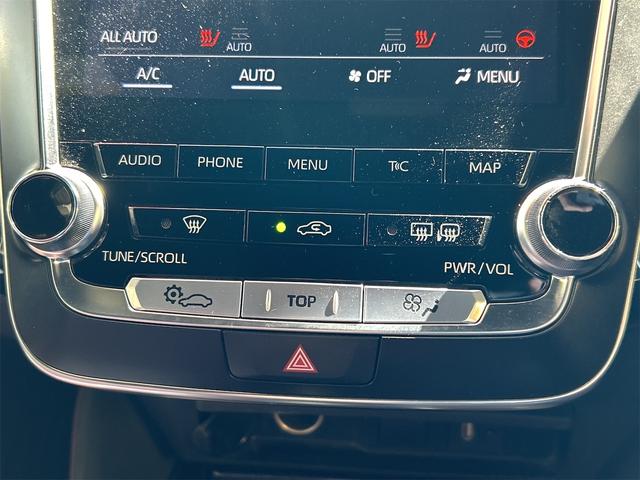 ALL AUTO AUTO AUTO AUTO
A/C AUTO OFF MENU
AUDIO PHONE MENU T©C MAP
TUNE/SCROLL PWR/VOL
TOP